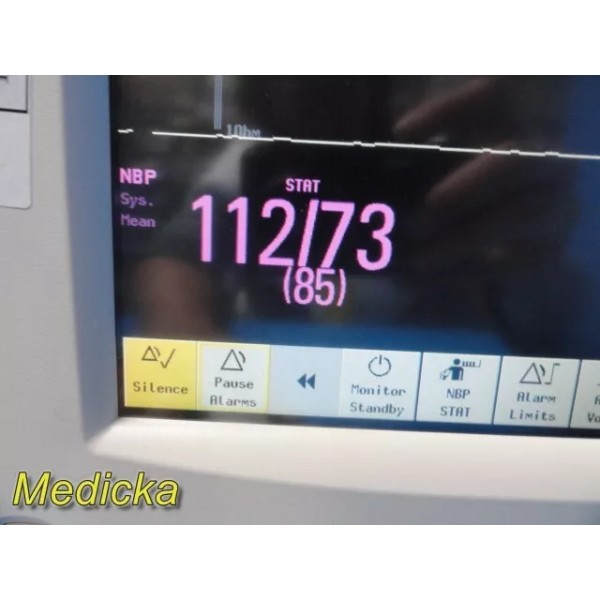 10bm
NBP
STAT
Sys.
Mean
112/73
(85)
Silence
Pause
Alarms
Monitor
Standby
NBP
STAT
Alarm
Limits
Medicka